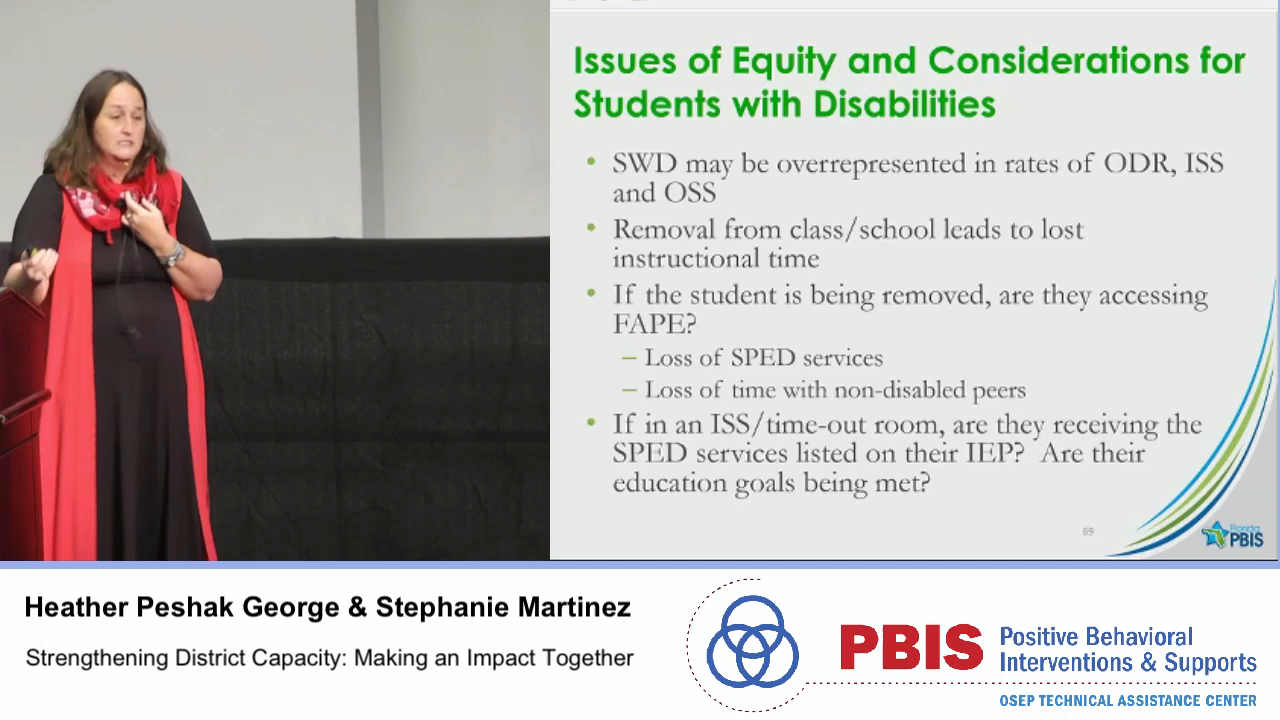 Issues of Equity and Considerations for
Students with Disabilities
• SWD may be overrepresented in rates of ODR, ISS
and OSS
• Removal from class/school leads to lost
instructional time
• If the student is being removed, are they accessing
FAPE?
– Loss of SPED services
– Loss of time with non-disabled peers
• If in an ISS/time-out room, are they receiving the
SPED services listed on their IEP? Are their
education goals being met?
69
Florida
PBIS
Heather Peshak George & Stephanie Martinez
Strengthening District Capacity: Making an Impact Together
PBIS
Positive Behavioral
Interventions & Supports
OSEP TECHNICAL ASSISTANCE CENTER